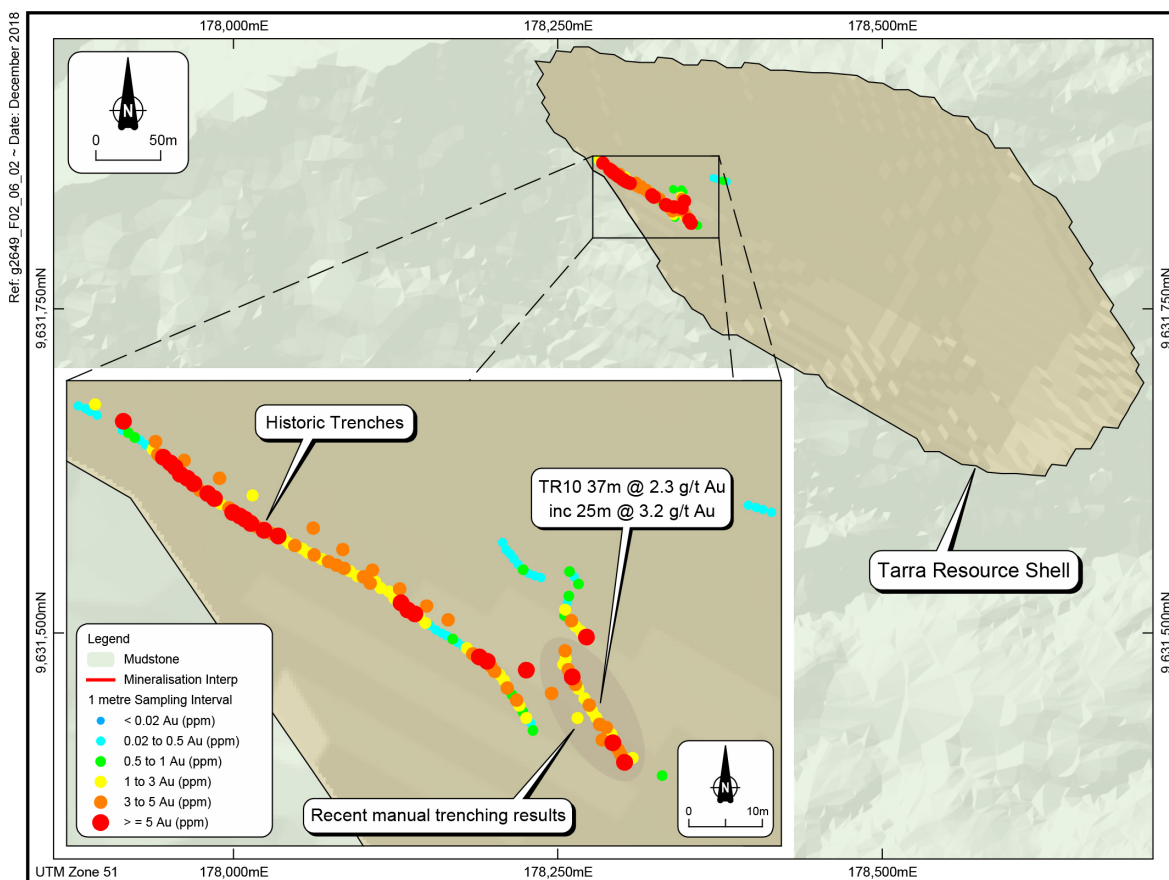 Ref: g2649_F02_06_02 ~ Date: December 2018
178,000mE
178,250mE
178,500mE
N
0 50m
9,631,750mN
9,631,750mN
Historic Trenches
TR10 37m @ 2.3 g/t Au
inc 25m @ 3.2 g/t Au
Tarra Resource Shell
9,631,500mN
9,631,500mN
Legend
Mudstone
Mineralisation Interp
1 metre Sampling Interval
< 0.02 Au (ppm)
0.02 to 0.5 Au (ppm)
0.5 to 1 Au (ppm)
1 to 3 Au (ppm)
3 to 5 Au (ppm)
> = 5 Au (ppm)
Recent manual trenching results
N
0 10m
UTM Zone 51
178,000mE
178,250mE
178,500mE